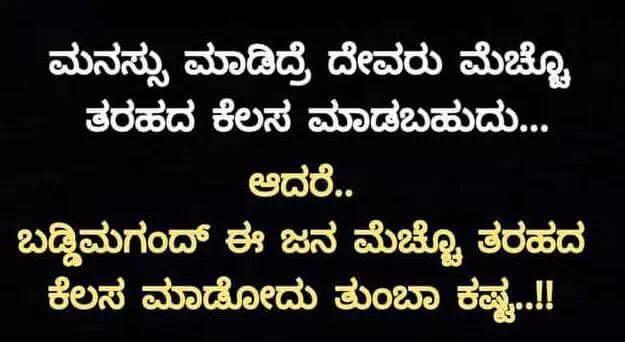 ಮನಸ್ಸು ಮಾಡಿದ್ರೆ ದೇವರು ಮೆಚ್ಚೊ
ತರಹದ ಕೆಲಸ ಮಾಡಬಹುದು...
ಆದರೆ..
ಬಡ್ಡಿಮಗಂದ್ ಈ ಜನ ಮೆಚ್ಚೊ ತರಹದ
ಕೆಲಸ ಮಾಡೋದು ತುಂಬಾ ಕಷ್ಟ..!!